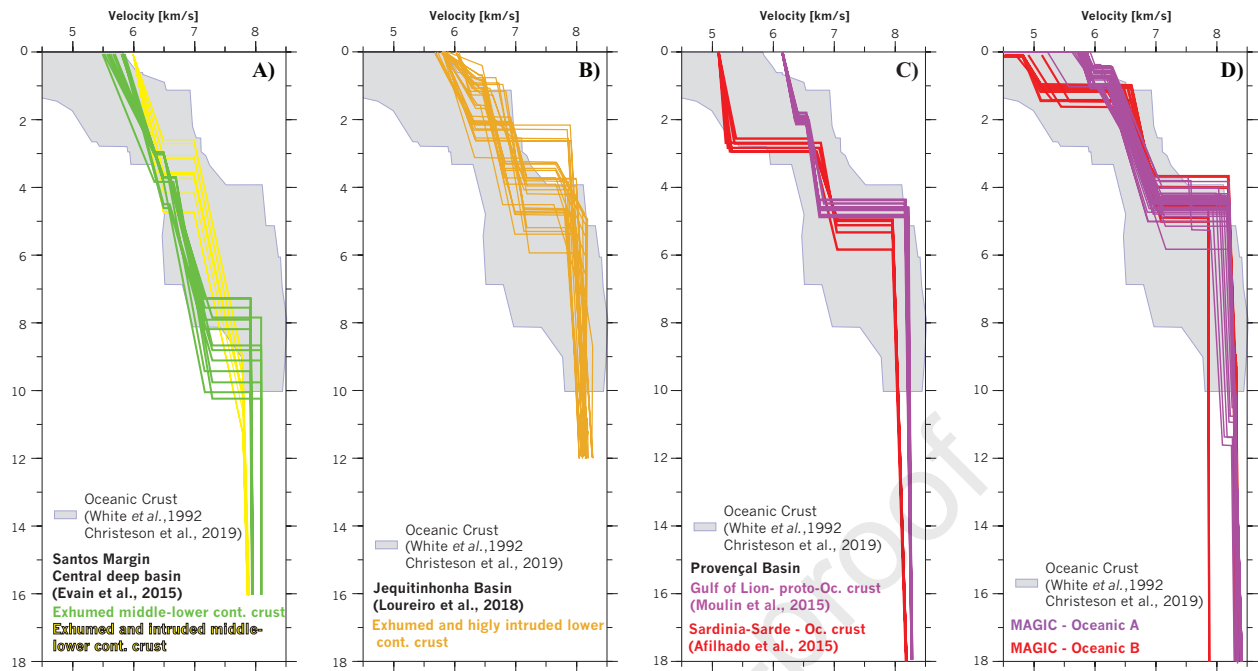 Velocity [km/s]
5 6 7 8
A)
0
2
4
6
8
10
12
14
16
18
Oceanic Crust
(White et al.,1992
Christeson et al., 2019)
Santos Margin
Central deep basin
(Evain et al., 2015)
Exhumed middle-lower cont. crust
Exhumed and intruded middle-
lower cont. crust
Velocity [km/s]
5 6 7 8
B)
0
2
4
6
8
10
12
14
16
18
Oceanic Crust
(White et al.,1992
Christeson et al., 2019)
Jequitinhonha Basin
(Loureiro et al., 2018)
Exhumed and higly intruded lower
cont. crust
Velocity [km/s]
5 6 7 8
C)
0
2
4
6
8
10
12
14
16
18
Oceanic Crust
(White et al.,1992
Christeson et al., 2019)
Provençal Basin
Gulf of Lion- proto-Oc. crust
(Moulin et al., 2015)
Sardinia-Sarde - Oc. crust
(Afilhado et al., 2015)
Velocity [km/s]
5 6 7 8
D)
0
2
4
6
8
10
12
14
16
18
Oceanic Crust
(White et al.,1992
Christeson et al., 2019)
MAGIC - Oceanic A
MAGIC - Oceanic B
proof